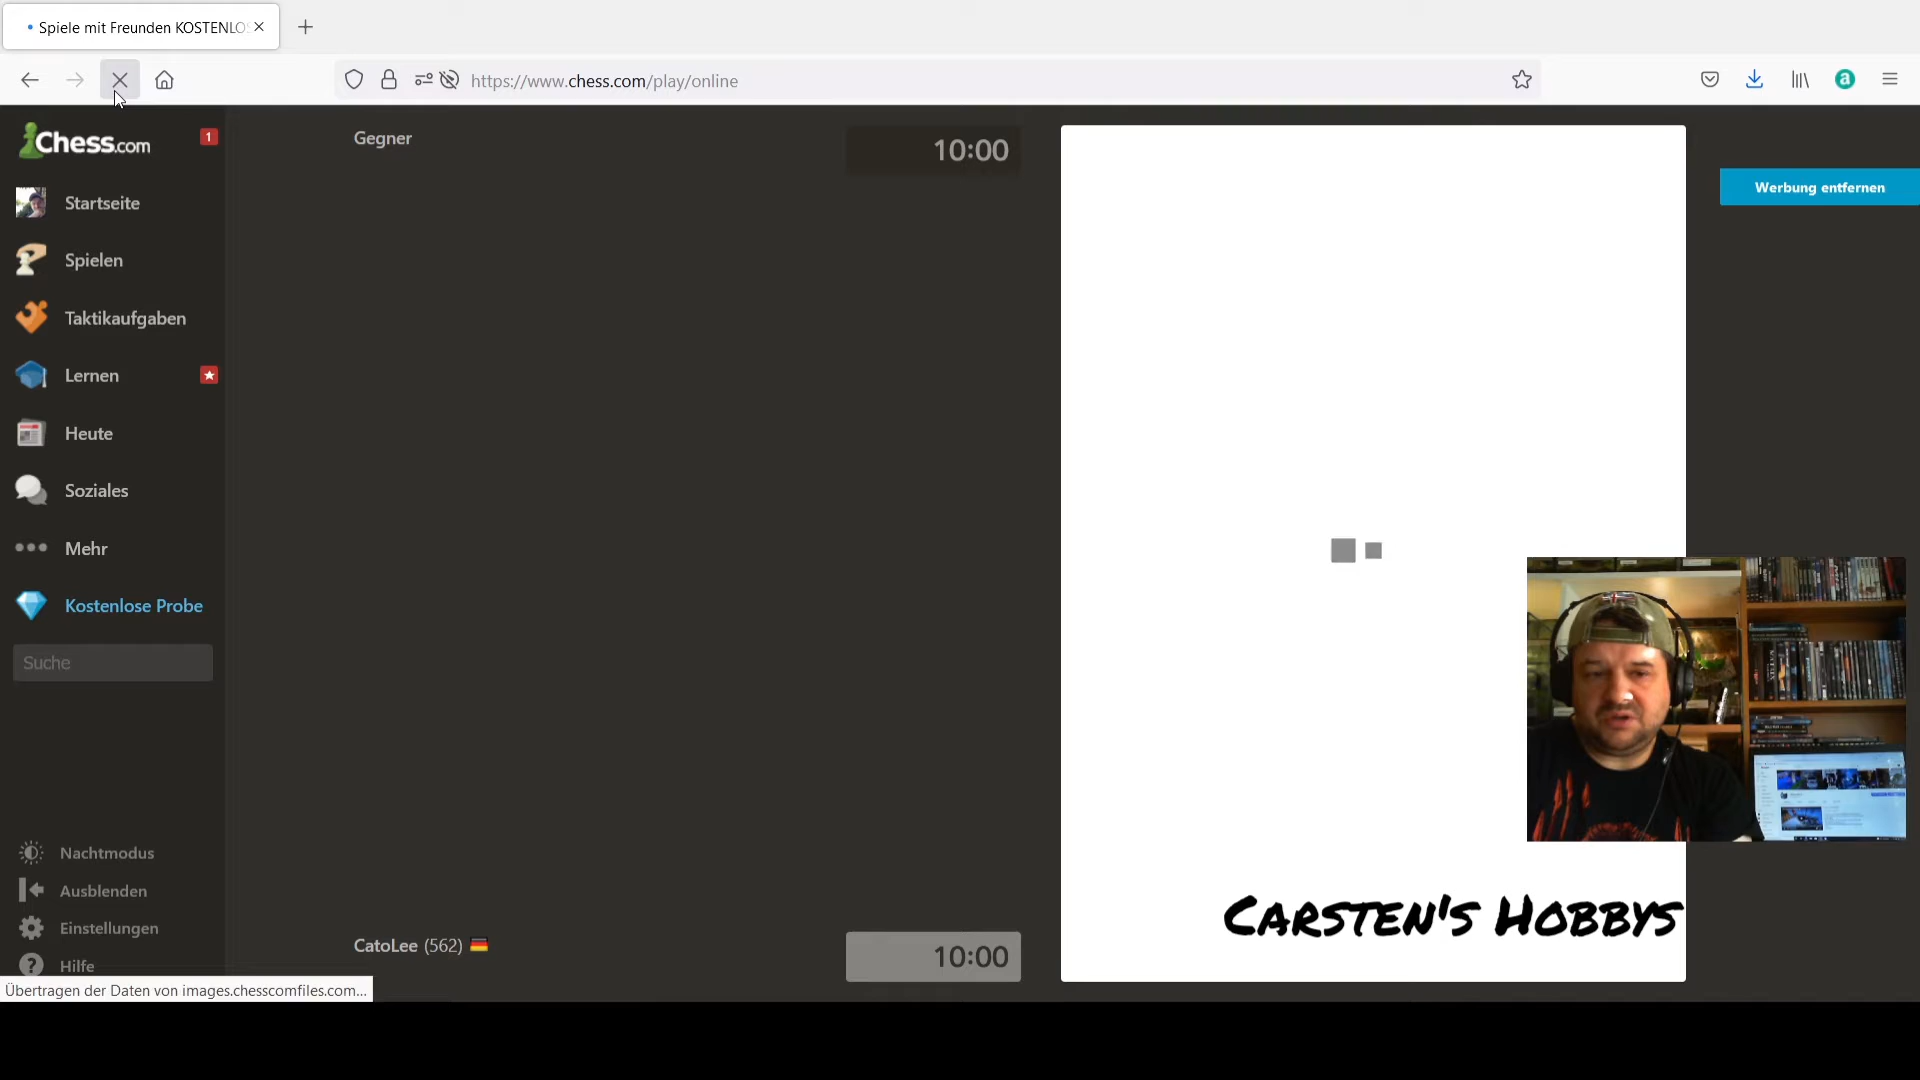 Spiele mit Freunden KOSTENLOS
https://www.chess.com/play/online
Chess.com
1
Startseite
Spielen
Taktikaufgaben
Lernen
Heute
Soziales
Mehr
Kostenlose Probe
Suche
Nachtmodus
Ausblenden
Einstellungen
Hilfe
Übertragen der Daten von images.chesscomfiles.com...
Gegner
10:00
CatoLee (562)
10:00
Werbung entfernen
a
Carsten's Hobbys